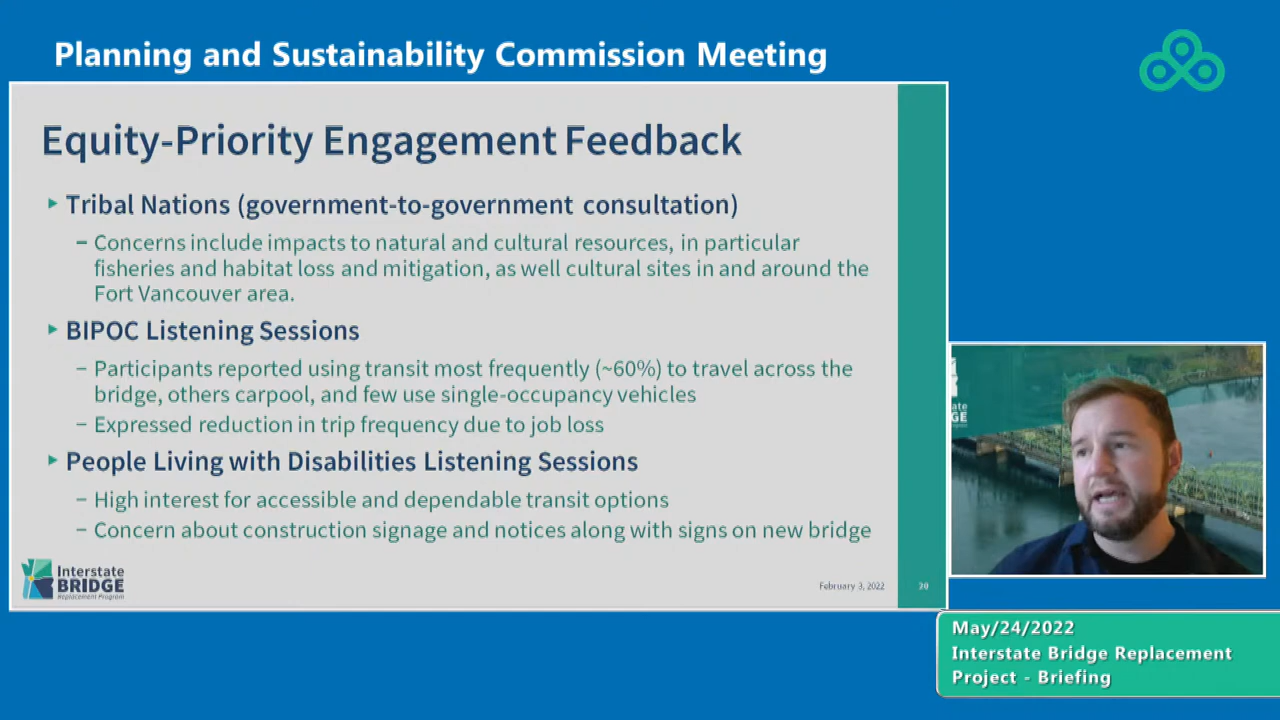 Planning and Sustainability Commission Meeting
Equity-Priority Engagement Feedback
Tribal Nations (government-to-government consultation)
– Concerns include impacts to natural and cultural resources, in particular
fisheries and habitat loss and mitigation, as well cultural sites in and around the
Fort Vancouver area.
BIPOC Listening Sessions
– Participants reported using transit most frequently (~60%) to travel across the
bridge, others carpool, and few use single-occupancy vehicles
– Expressed reduction in trip frequency due to job loss
People Living with Disabilities Listening Sessions
– High interest for accessible and dependable transit options
– Concern about construction signage and notices along with signs on new bridge
Interstate
BRIDGE
Replacement Program
February 3, 2022
state
DGE
May/24/2022
Interstate Bridge Replacement
Project - Briefing